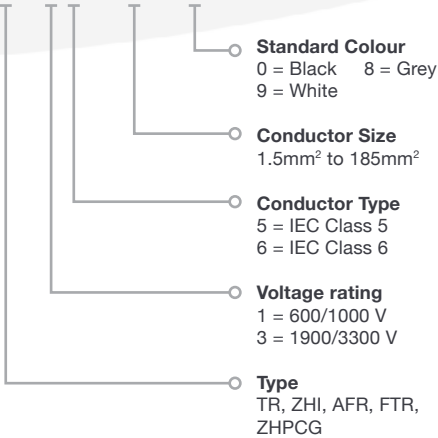 Standard Colour
0 = Black 8 = Grey
9 = White
Conductor Size
1.5mm² to 185mm²
Conductor Type
5 = IEC Class 5
6 = IEC Class 6
Voltage rating
1 = 600/1000 V
3 = 1900/3300 V
Type
TR, ZHI, AFR, FTR,
ZHPCG